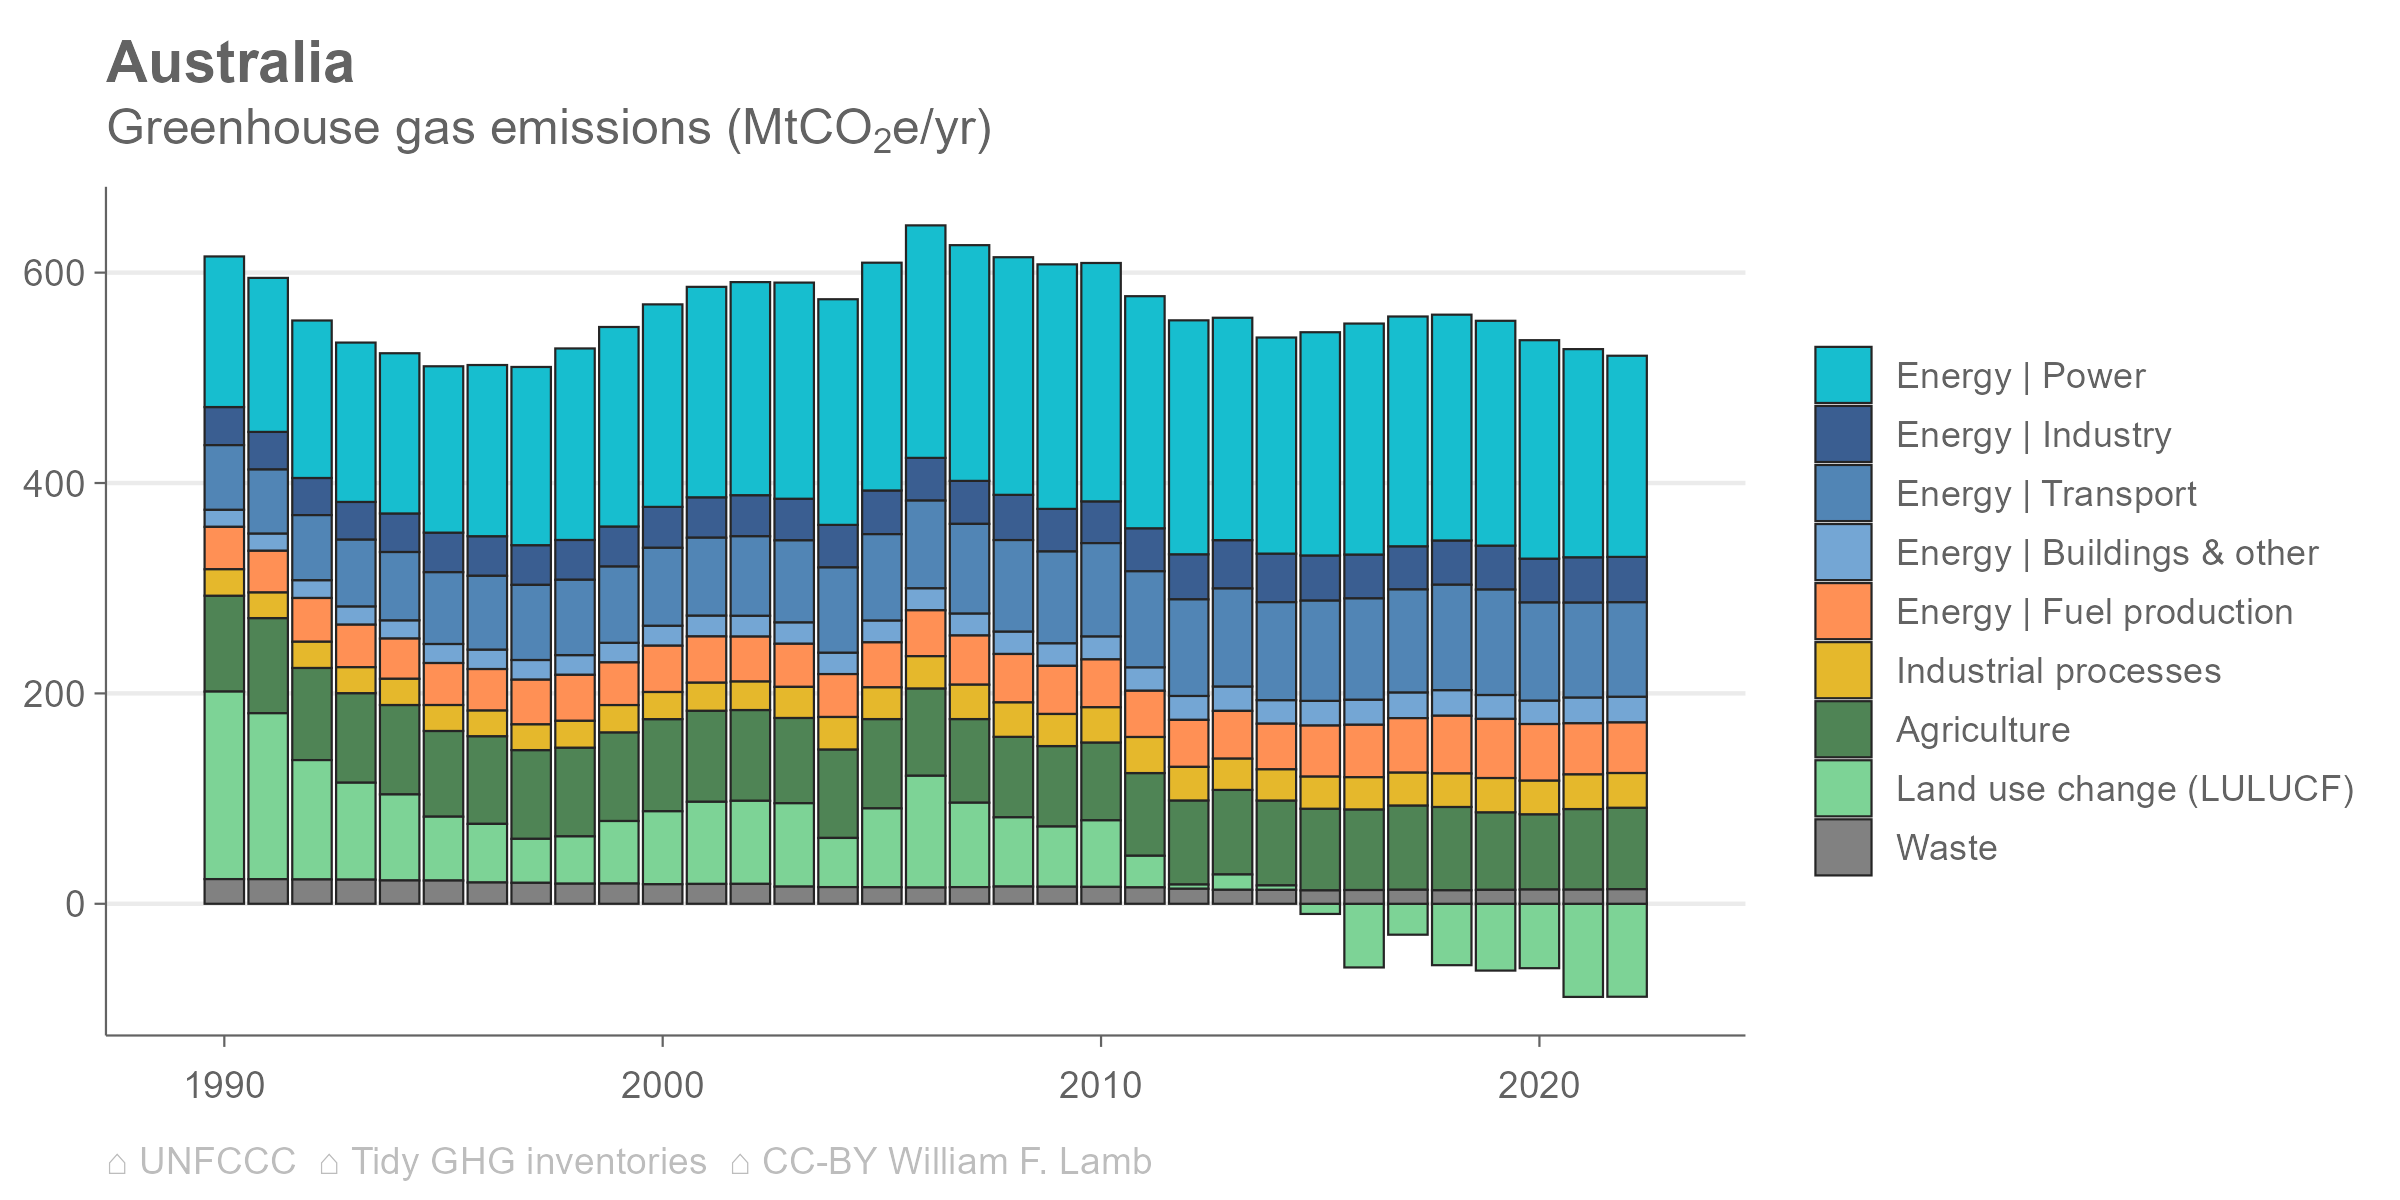 Australia
Greenhouse gas emissions (MtCO₂e/yr)
600
400
200
0
1990 2000 2010 2020
Energy | Power
Energy | Industry
Energy | Transport
Energy | Buildings & other
Energy | Fuel production
Industrial processes
Agriculture
Land use change (LULUCF)
Waste
⌂ UNFCCC ⌂ Tidy GHG inventories ⌂ CC-BY William F. Lamb